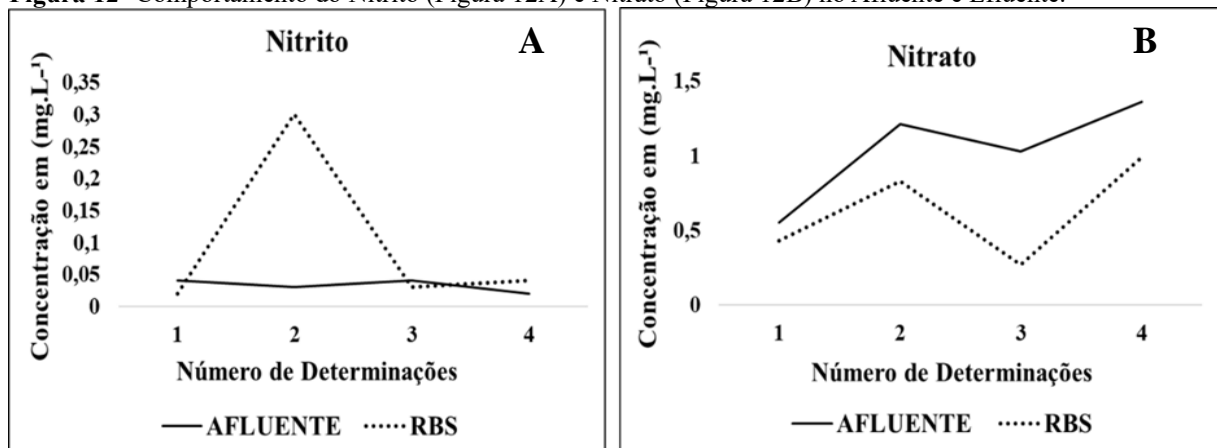 Figura 12- Comportamento do Nitrito (Figura 12A) e Nitrato (Figura 12B) no Afluente e Efluente.
Nitrito
A
Concentração em (mg.L-¹)
0,35
0,3
0,25
0,2
0,15
0,1
0,05
0
1 2 3 4
Número de Determinações
AFLUENTE RBS
Nitrato
B
Concentração em (mg.L-¹)
1,5
1
0,5
0
1 2 3 4
Número de Determinações
AFLUENTE RBS